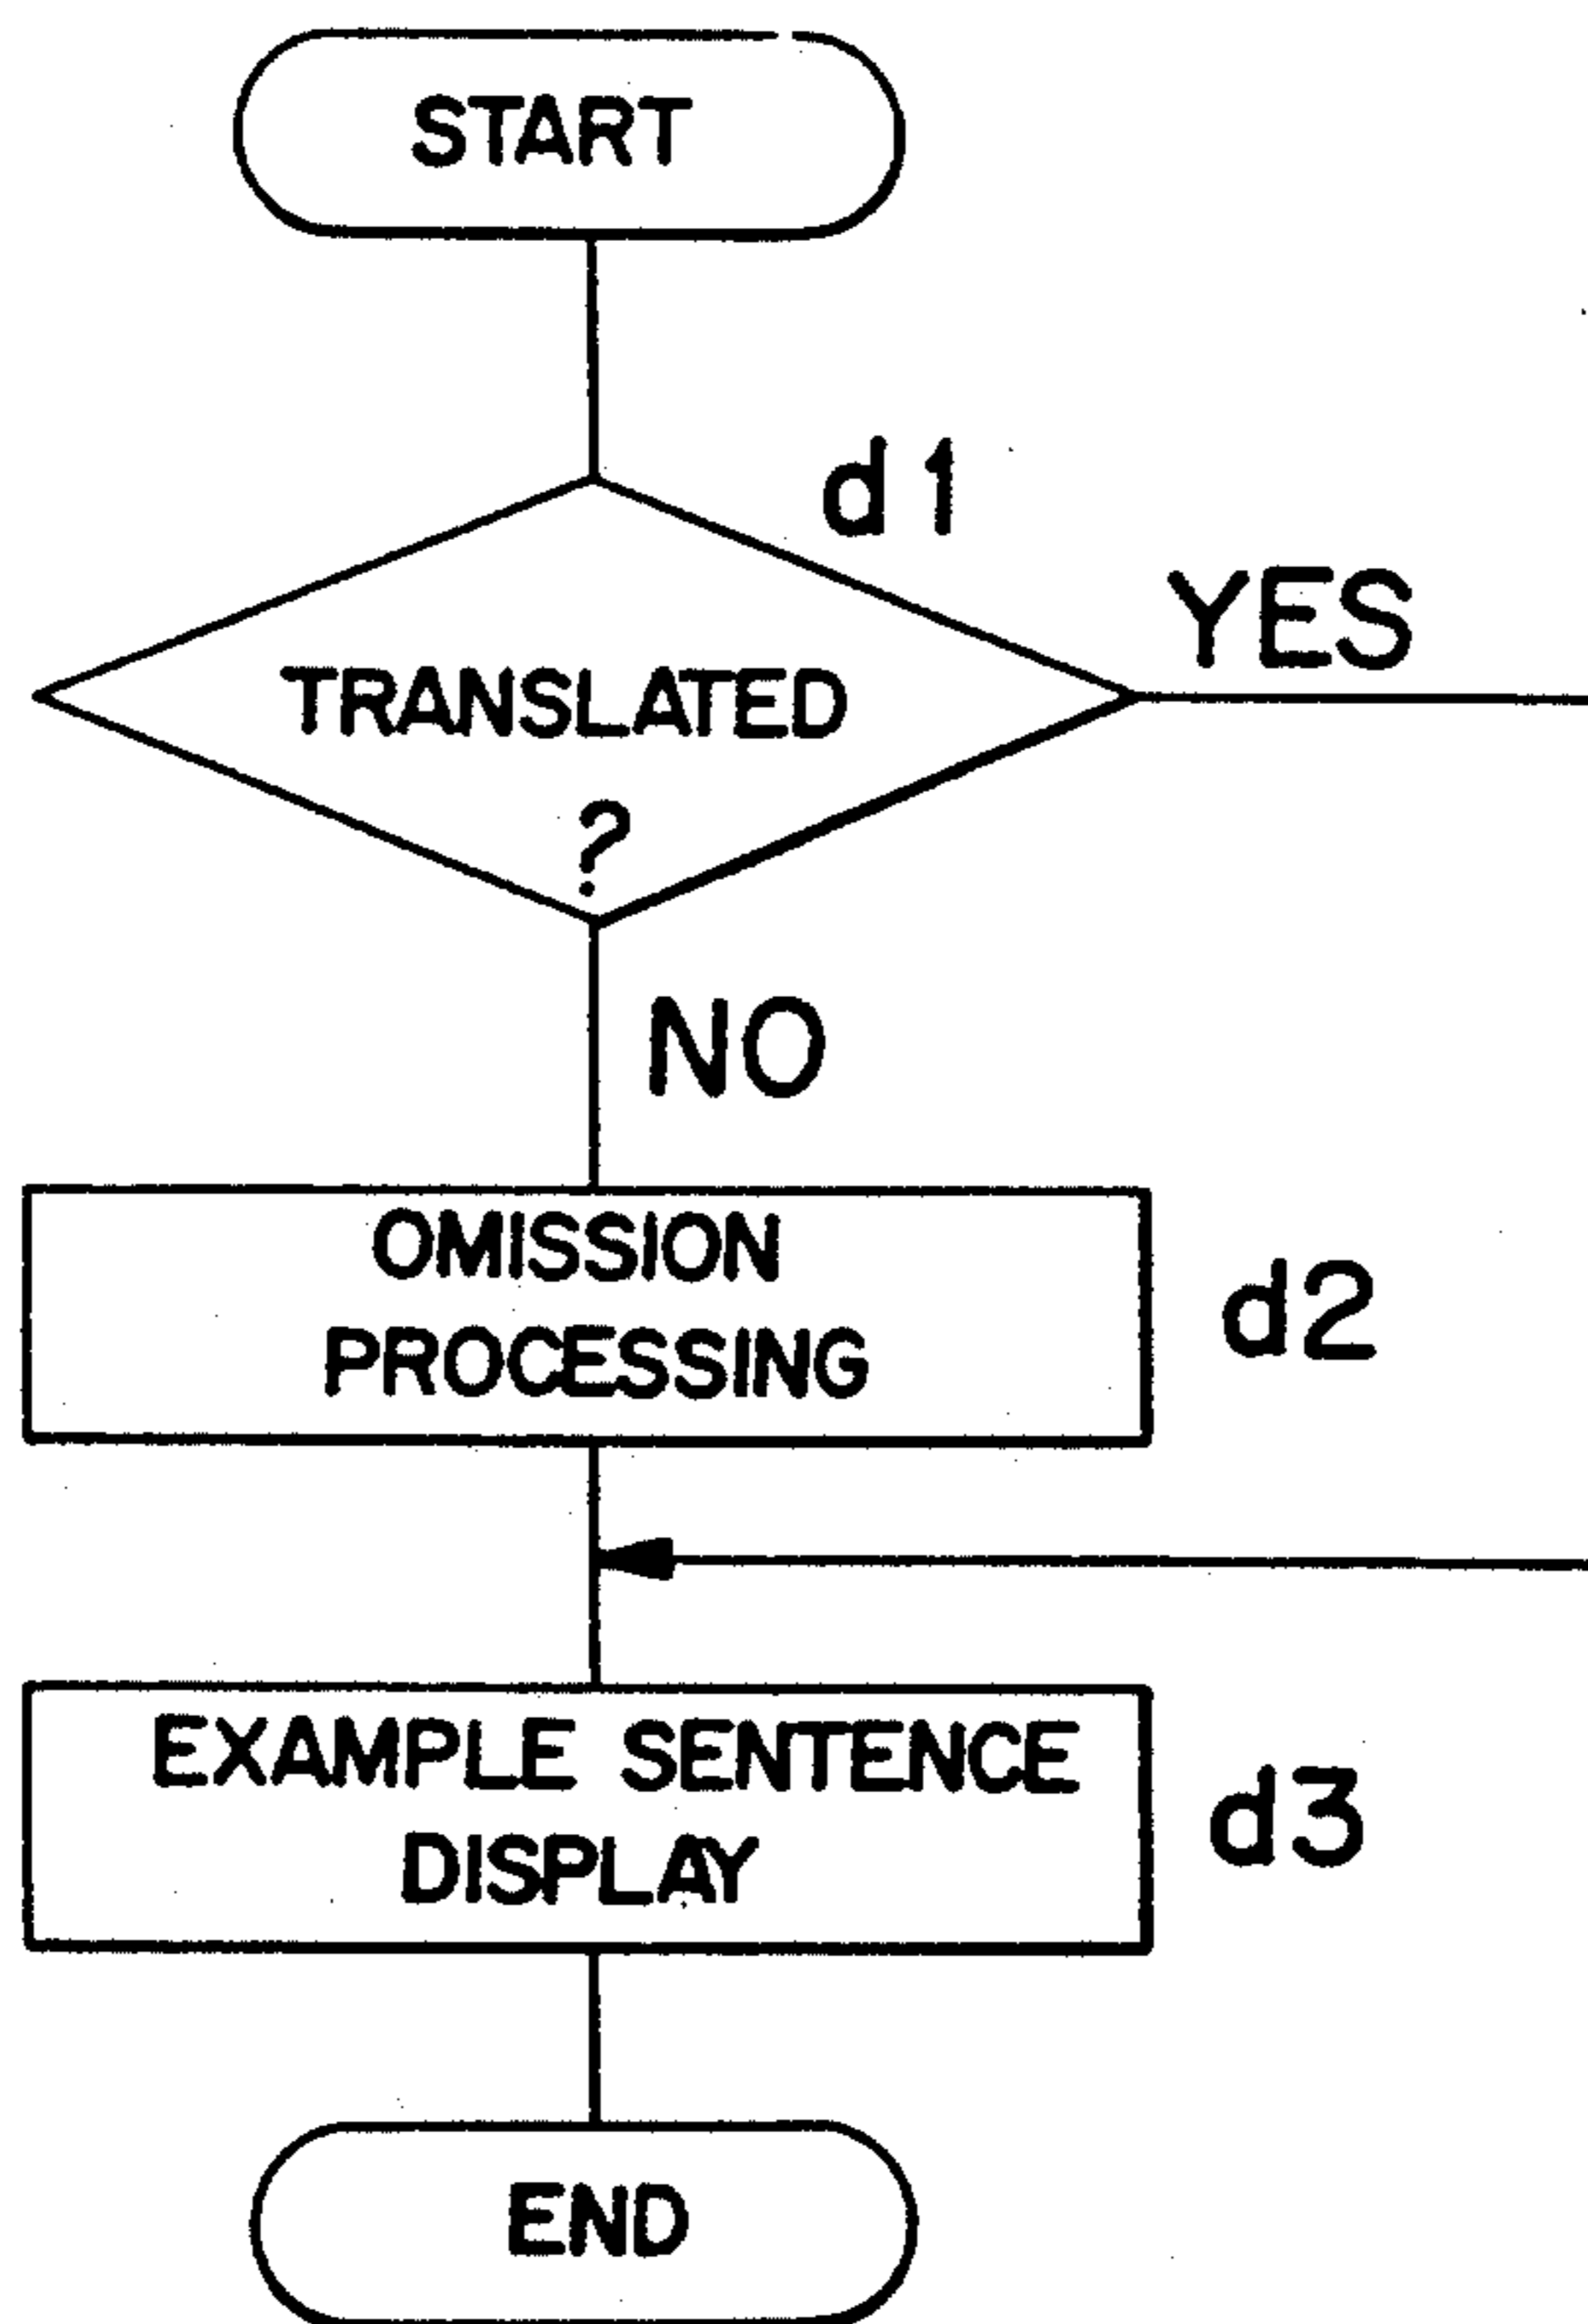 START
d1
YES
TRANSLATED
?
NO
OMISSION
PROCESSING
d2
EXAMPLE SENTENCE
DISPLAY
d3
END